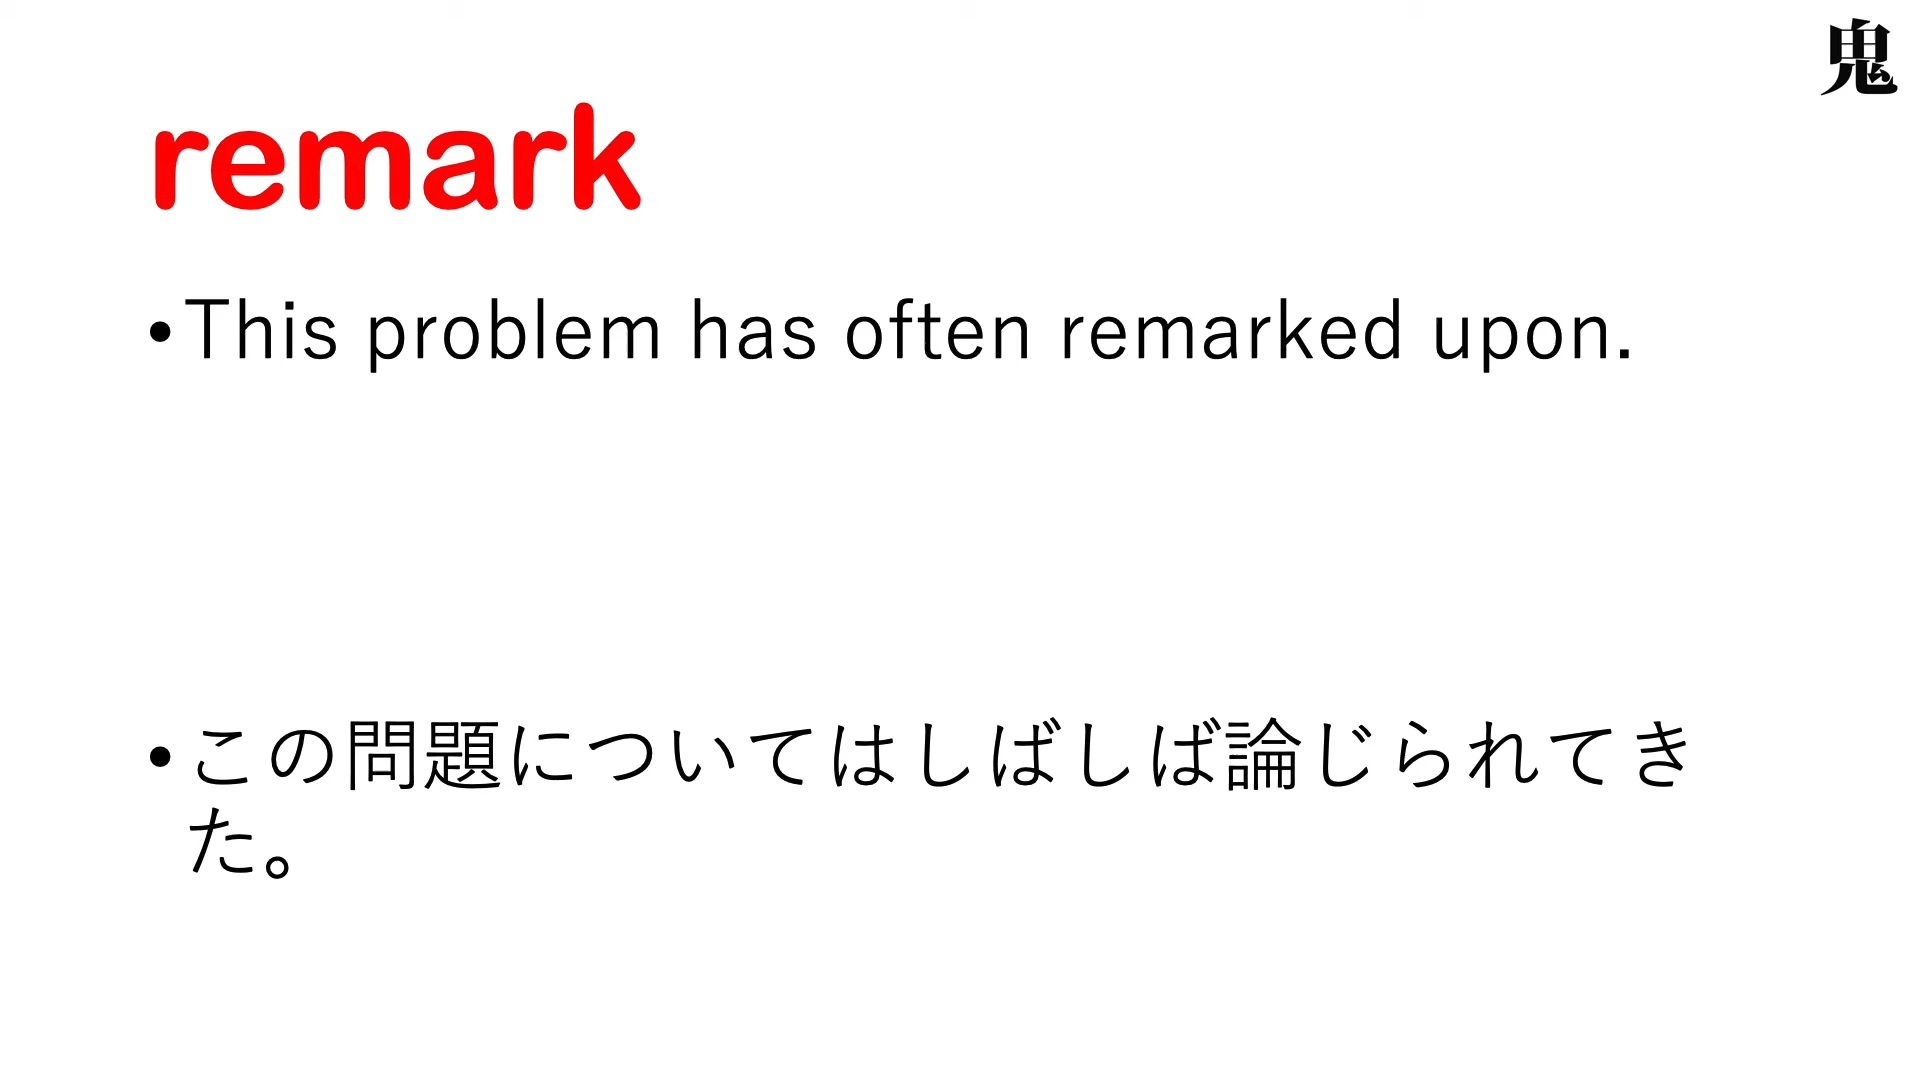 鬼
remark
•This problem has often remarked upon.
•この問題についてはしばしば論じられてき
た。